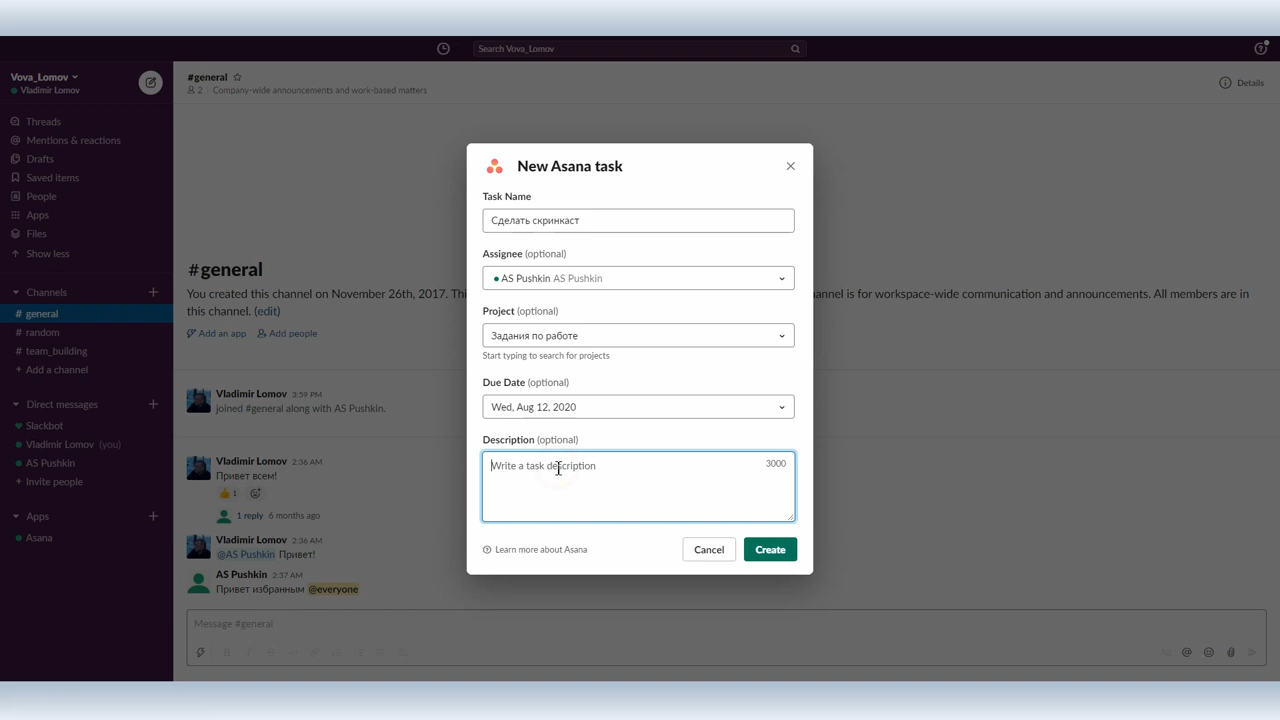 Search Vova_Lomov
Vova_Lomov
Vladimir Lomov
Threads
Mentions & reactions
Drafts
Saved items
People
Apps
Files
Show less
Channels
# general
# random
# team_building
+ Add a channel
Direct messages
Slackbot
Vladimir Lomov (you)
AS Pushkin
+ Invite people
Apps
Asana
#general
2 | Company-wide announcements and work-based matters
Details
#general
You created this channel on November 26th, 2017. Thi
hannel is for workspace-wide communication and announcements. All members are in
this channel. (edit)
Add an app
Add people
Vladimir Lomov 3:59 PM
joined #general along with AS Pushkin.
Vladimir Lomov 2:36 AM
Привет всем!
1
1 reply 6 months ago
Vladimir Lomov 2:36 AM
@AS Pushkin Привет!
AS Pushkin 2:37 AM
Привет избранным @everyone
Message #general
New Asana task
Task Name
Сделать скринкаст
Assignee (optional)
AS Pushkin AS Pushkin
Project (optional)
Задания по работе
Start typing to search for projects
Due Date (optional)
Wed, Aug 12, 2020
Description (optional)
Write a task description
3000
Learn more about Asana
Cancel
Create